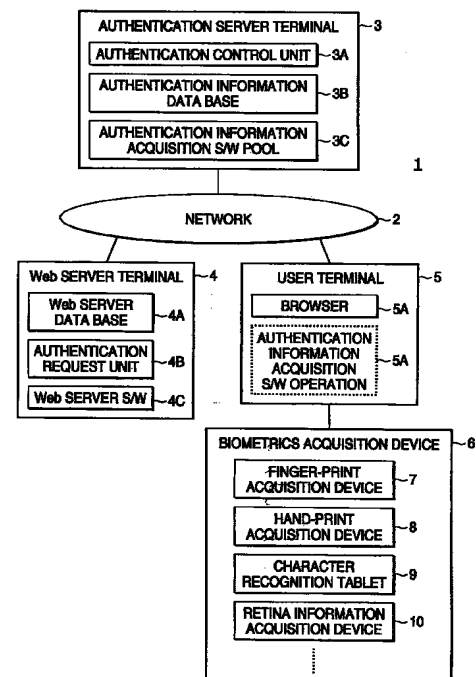 AUTHENTICATION SERVER TERMINAL 3
AUTHENTICATION CONTROL UNIT 3A
AUTHENTICATION INFORMATION
DATA BASE 3B
AUTHENTICATION INFORMATION
ACQUISITION S/W POOL 3C
1
NETWORK 2
Web SERVER TERMINAL 4
Web SERVER
DATA BASE 4A
AUTHENTICATION
REQUEST UNIT 4B
Web SERVER S/W 4C
USER TERMINAL 5
BROWSER 5A
AUTHENTICATION
INFORMATION
ACQUISITION 5A
S/W OPERATION
BIOMETRICS ACQUISITION DEVICE 6
FINGER-PRINT
ACQUISITION DEVICE 7
HAND-PRINT
ACQUISITION DEVICE 8
CHARACTER
RECOGNITION TABLET 9
RETINA INFORMATION
ACQUISITION DEVICE 10